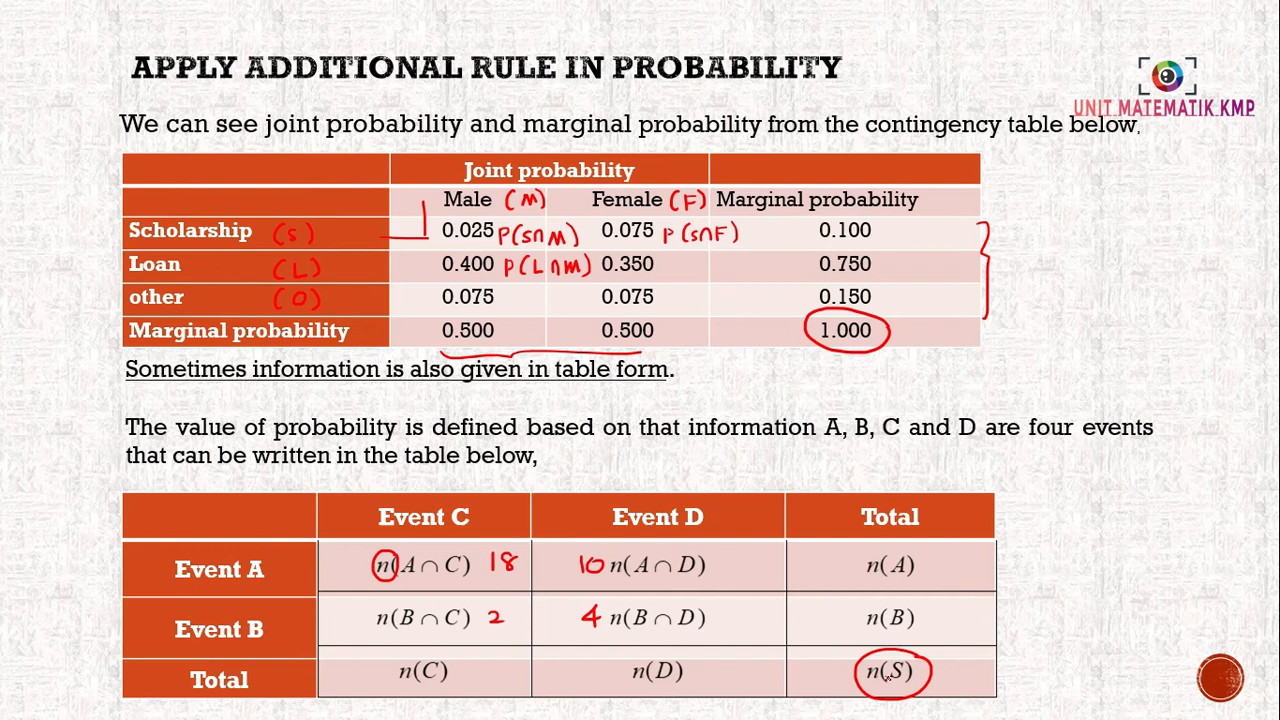 APPLY ADDITIONAL RULE IN PROBABILITY
UNIT MATEMATIK KMP
We can see joint probability and marginal probability from the contingency table below,
Joint probability
Male (M) Female (F) Marginal probability
Scholarship (S) 0.025 P(S∩M) 0.075 P(S∩F) 0.100
Loan (L) 0.400 P(L∩M) 0.350 0.750
other (O) 0.075 0.075 0.150
Marginal probability 0.500 0.500 1.000
Sometimes information is also given in table form.
The value of probability is defined based on that information A, B, C and D are four events
that can be written in the table below,
Event C Event D Total
Event A n(A ∩ C) 18 10 n(A ∩ D) n(A)
Event B n(B ∩ C) 2 4 n(B ∩ D) n(B)
Total n(C) n(D) n(S)